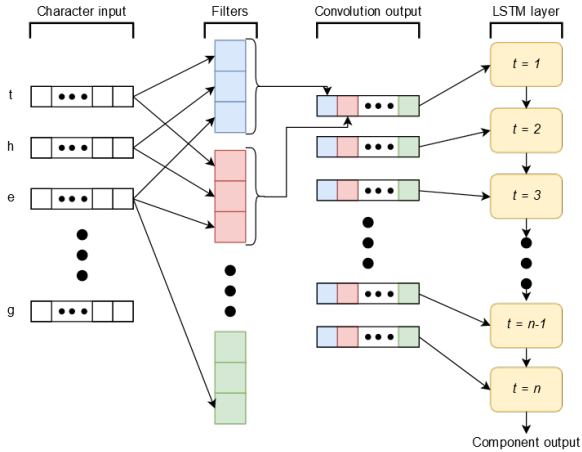 Character input
Filters
Convolution output
LSTM layer
t
h
e
g
t = 1
t = 2
t = 3
t = n-1
t = n
Component output